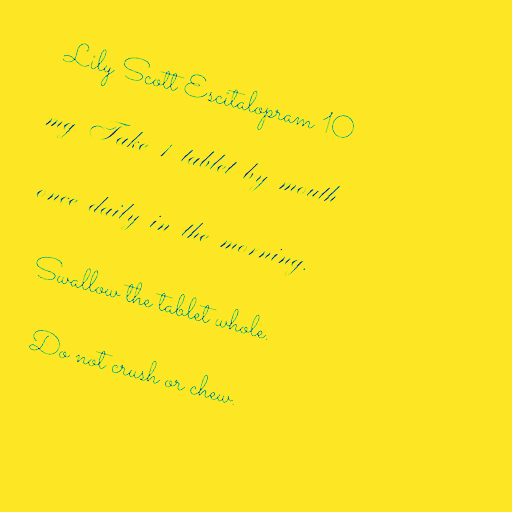 Lily Scott Escitalopram 10
mg Take 1 tablet by mouth
once daily in the morning.
Swallow the tablet whole.
Do not crush or chew.